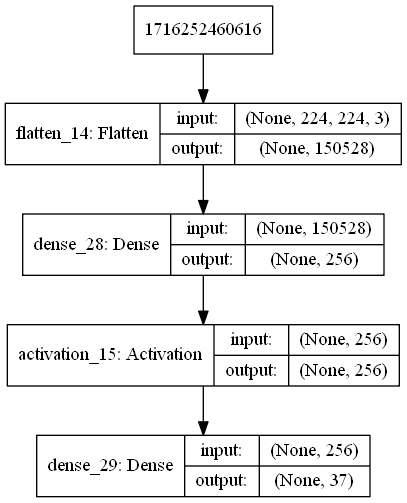 1716252460616
flatten_14: Flatten
input: (None, 224, 224, 3)
output: (None, 150528)
dense_28: Dense
input: (None, 150528)
output: (None, 256)
activation_15: Activation
input: (None, 256)
output: (None, 256)
dense_29: Dense
input: (None, 256)
output: (None, 37)